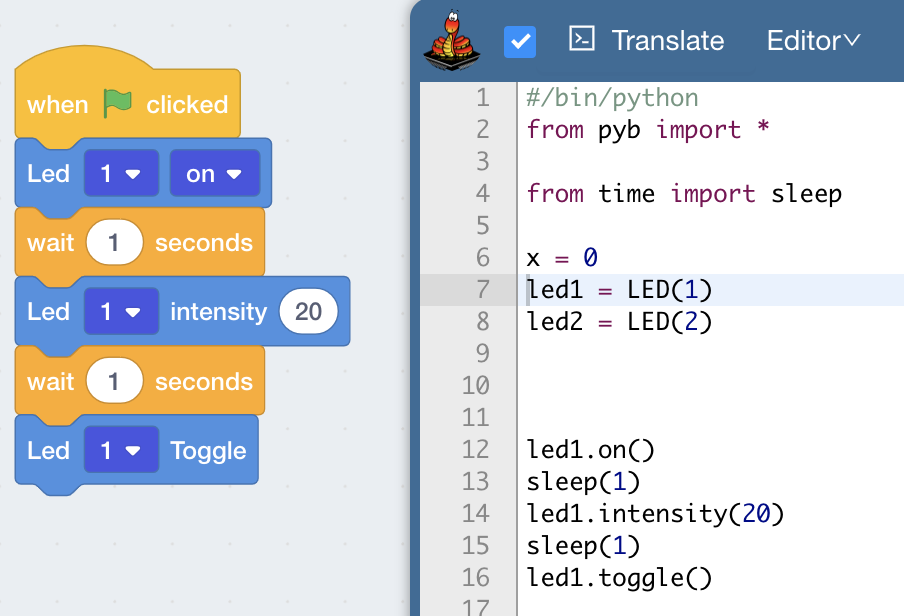 when clicked
Led 1 on
wait 1 seconds
Led 1 intensity 20
wait 1 seconds
Led 1 Toggle
Translate Editor
1 #/bin/python
2 from pyb import *
3
4 from time import sleep
5
6 x = 0
7 led1 = LED(1)
8 led2 = LED(2)
9
10
11
12 led1.on()
13 sleep(1)
14 led1.intensity(20)
15 sleep(1)
16 led1.toggle()
17